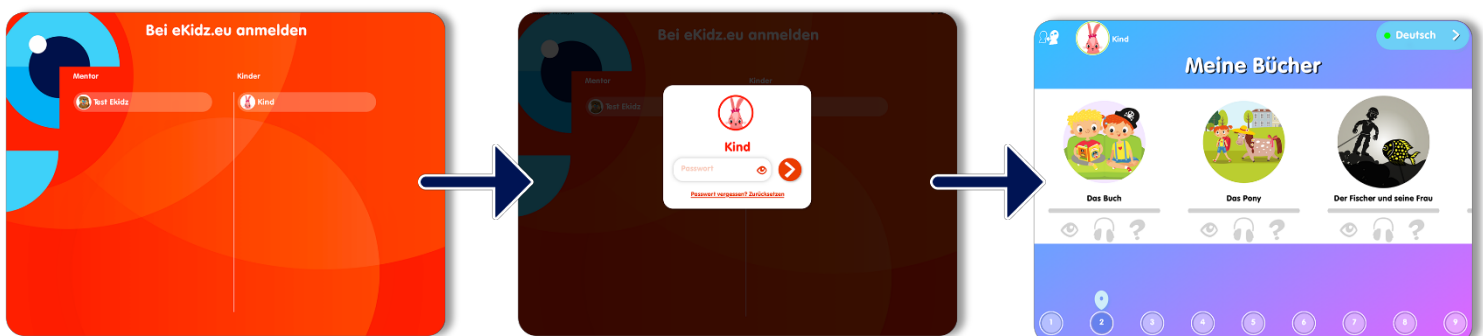 Bei eKidz.eu anmelden
Mentor
Kinder
Test Ekidz
Kind
Bei eKidz.eu anmelden
Mentor
Kinder
Test Ekidz
Kind
Passwort
Passwort vergessen? Zurücksetzen
Kind
Deutsch
Meine Bücher
Das Buch
Das Pony
Der Fischer und seine Frau
1 2 3 4 5 6 7 8 9